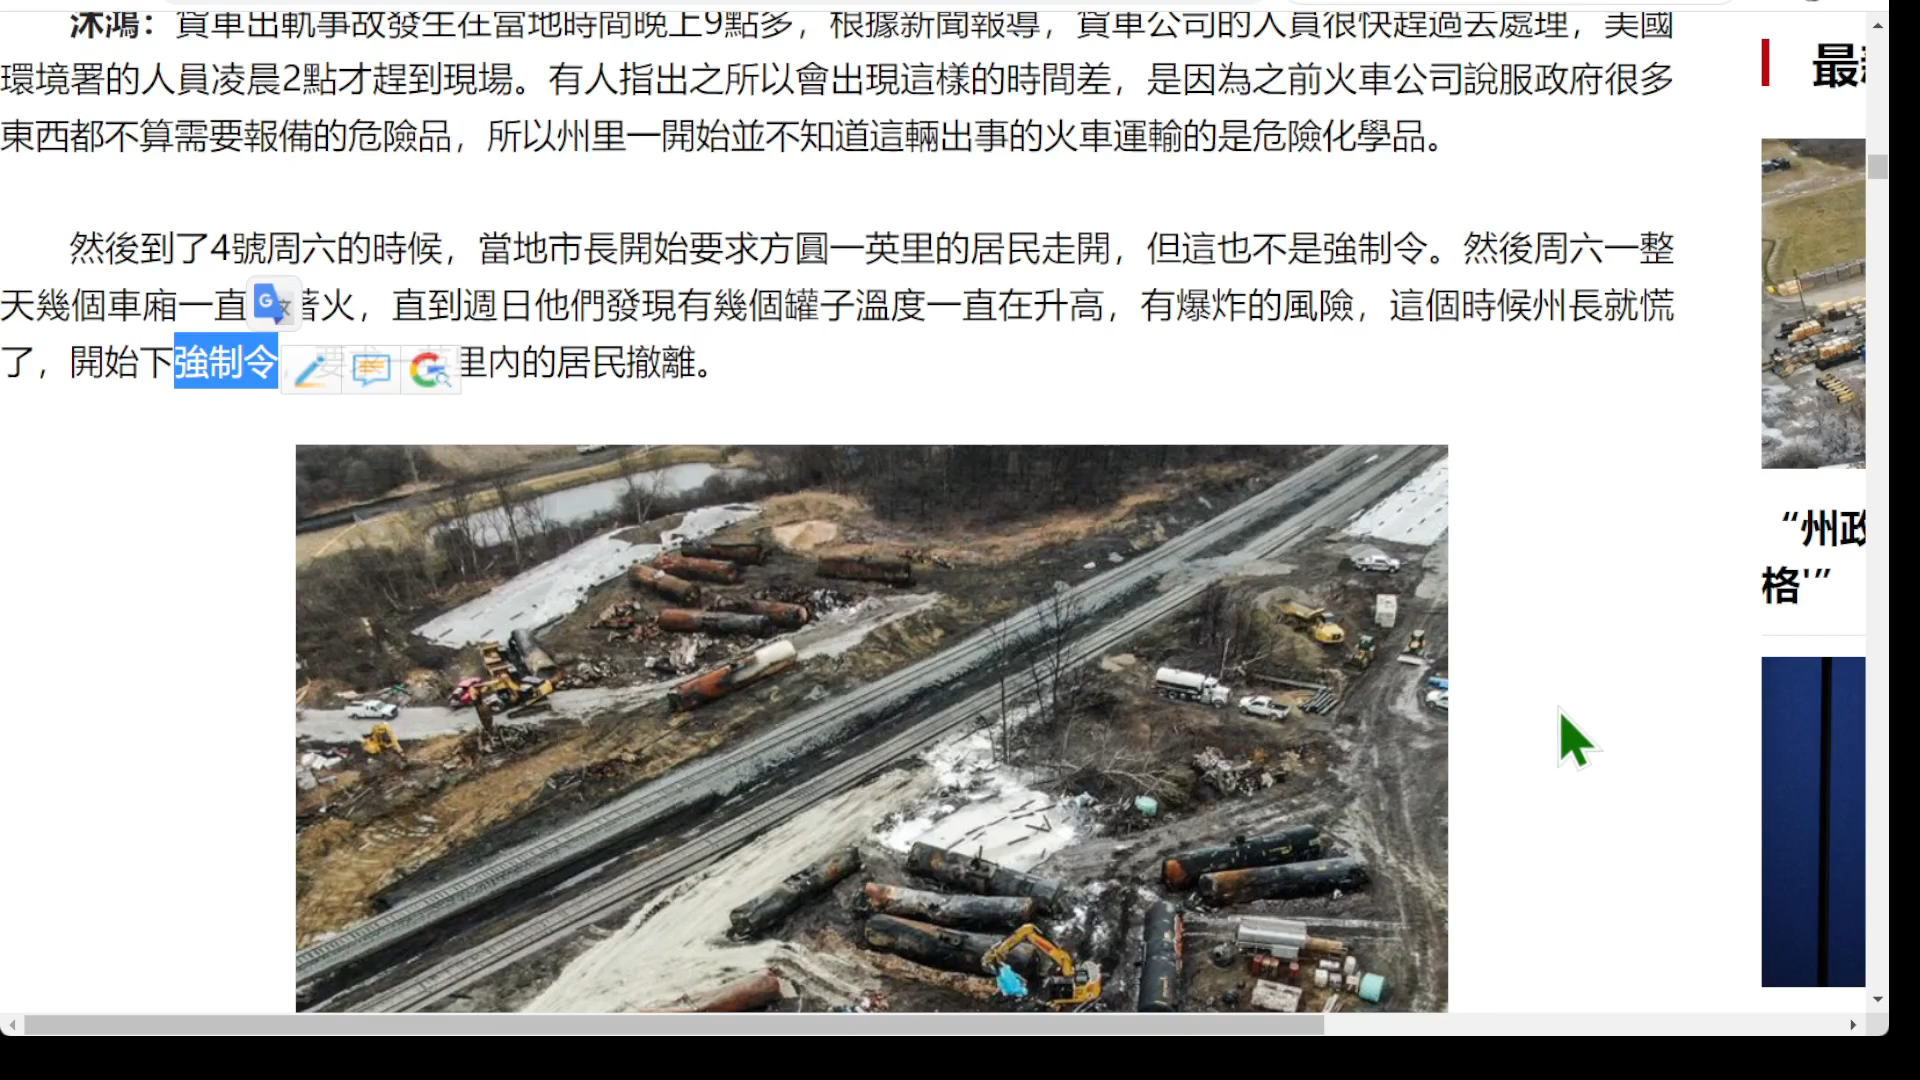 沐鴻：貨車出軌事故發生在當地時間晚上9點多，根據新聞報導，貨車公司的人員很快趕過去處理，美國
環境署的人員凌晨2點才趕到現場。有人指出之所以會出現這樣的時間差，是因為之前火車公司說服政府很多
東西都不算需要報備的危險品，所以州里一開始並不知道這輛出事的火車運輸的是危險化學品。
然後到了4號周六的時候，當地市長開始要求方圓一英里的居民走開，但這也不是強制令。然後周六一整
天幾個車廂一直 著火，直到週日他們發現有幾個罐子溫度一直在升高，有爆炸的風險，這個時候州長就慌
了，開始下強制令，要求一英里內的居民撤離。
最
“州政
格'”